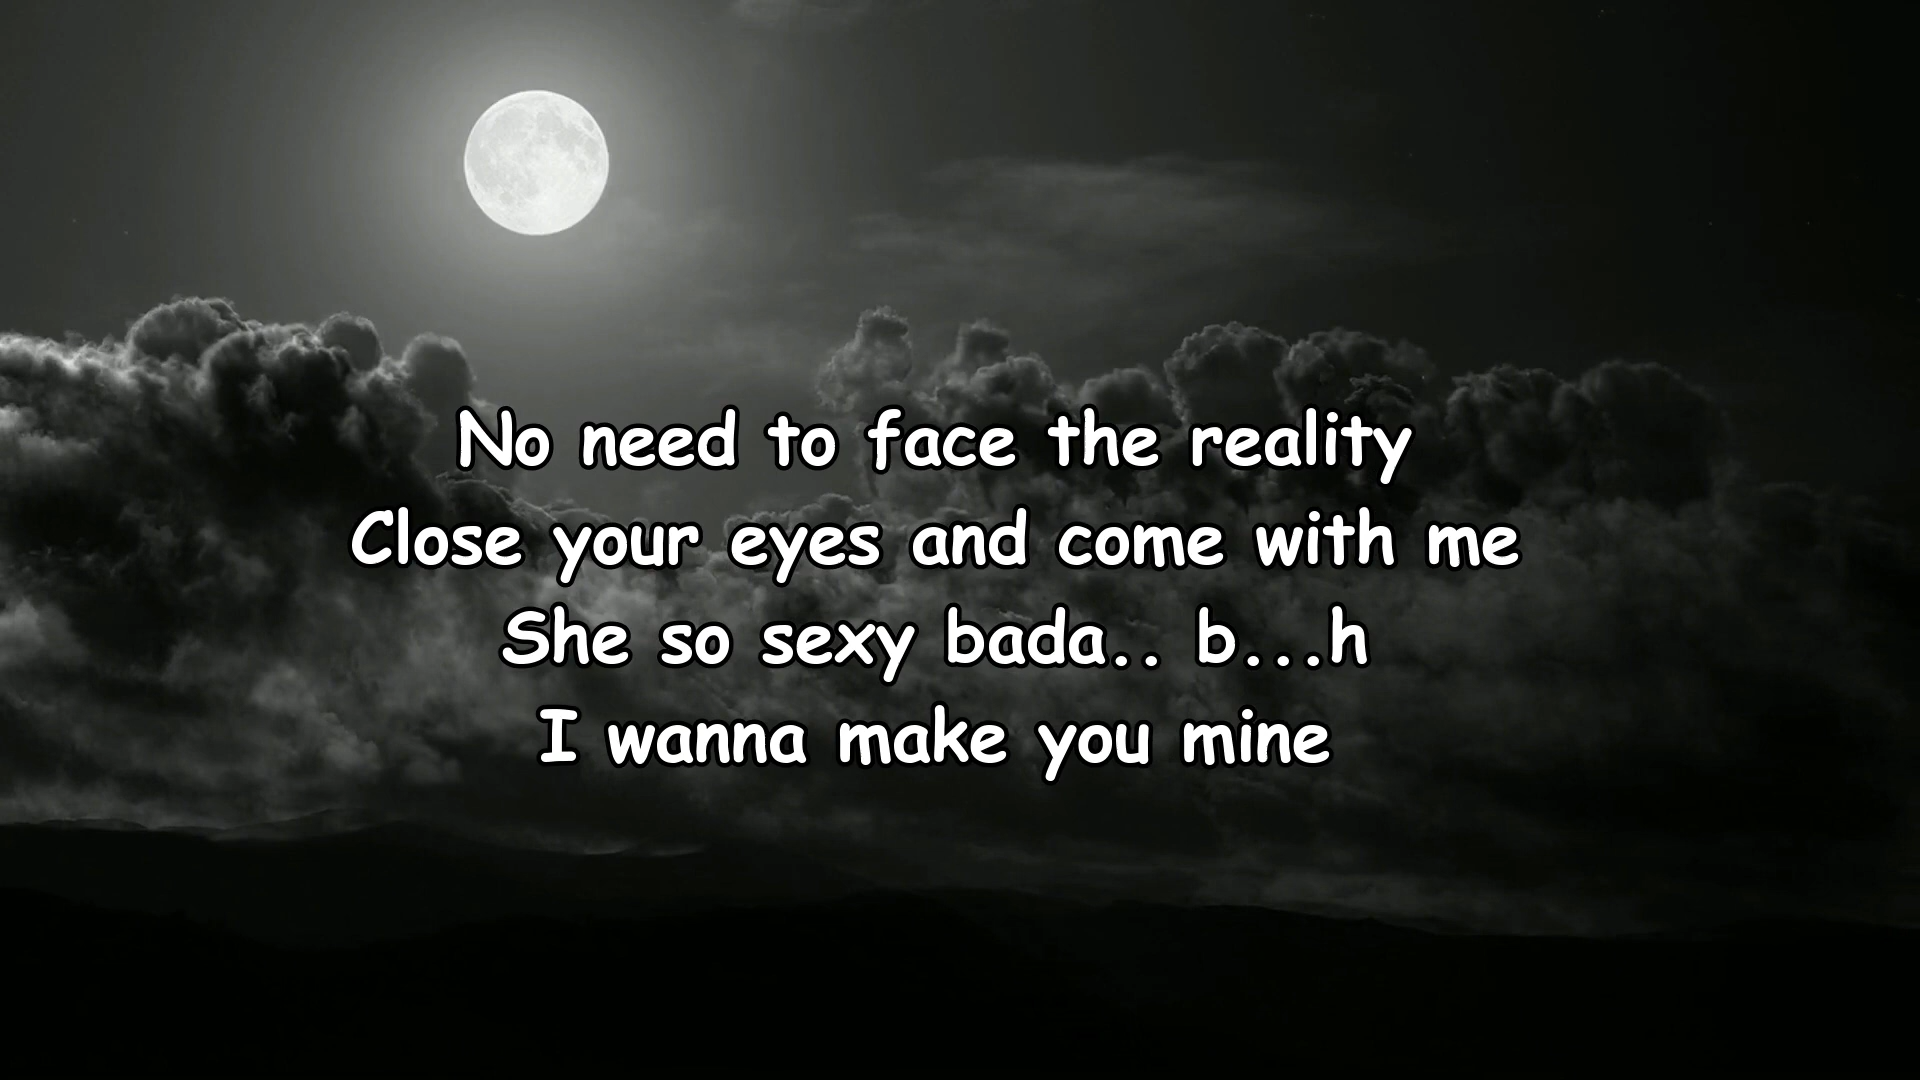 No need to face the reality
Close your eyes and come with me
She so sexy bada.. b...h
I wanna make you mine